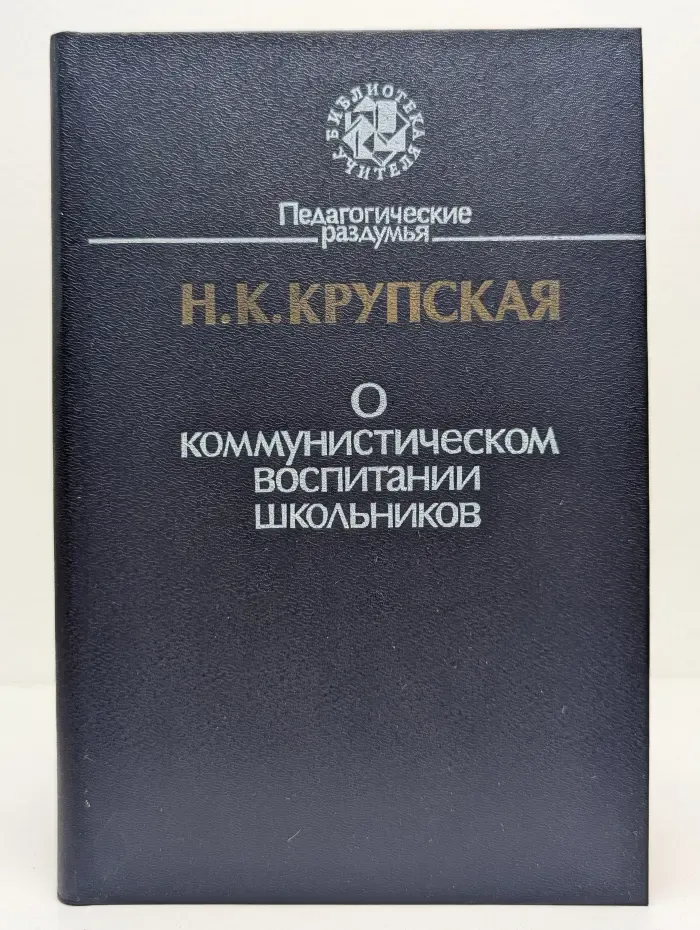 БИБЛИОТЕКА УЧИТЕЛЯ
Педагогические
раздумья
Н.К.КРУПСКАЯ
О
КОММУНИСТИЧЕСКОМ
ВОСПИТАНИИ
ШКОЛЬНИКОВ